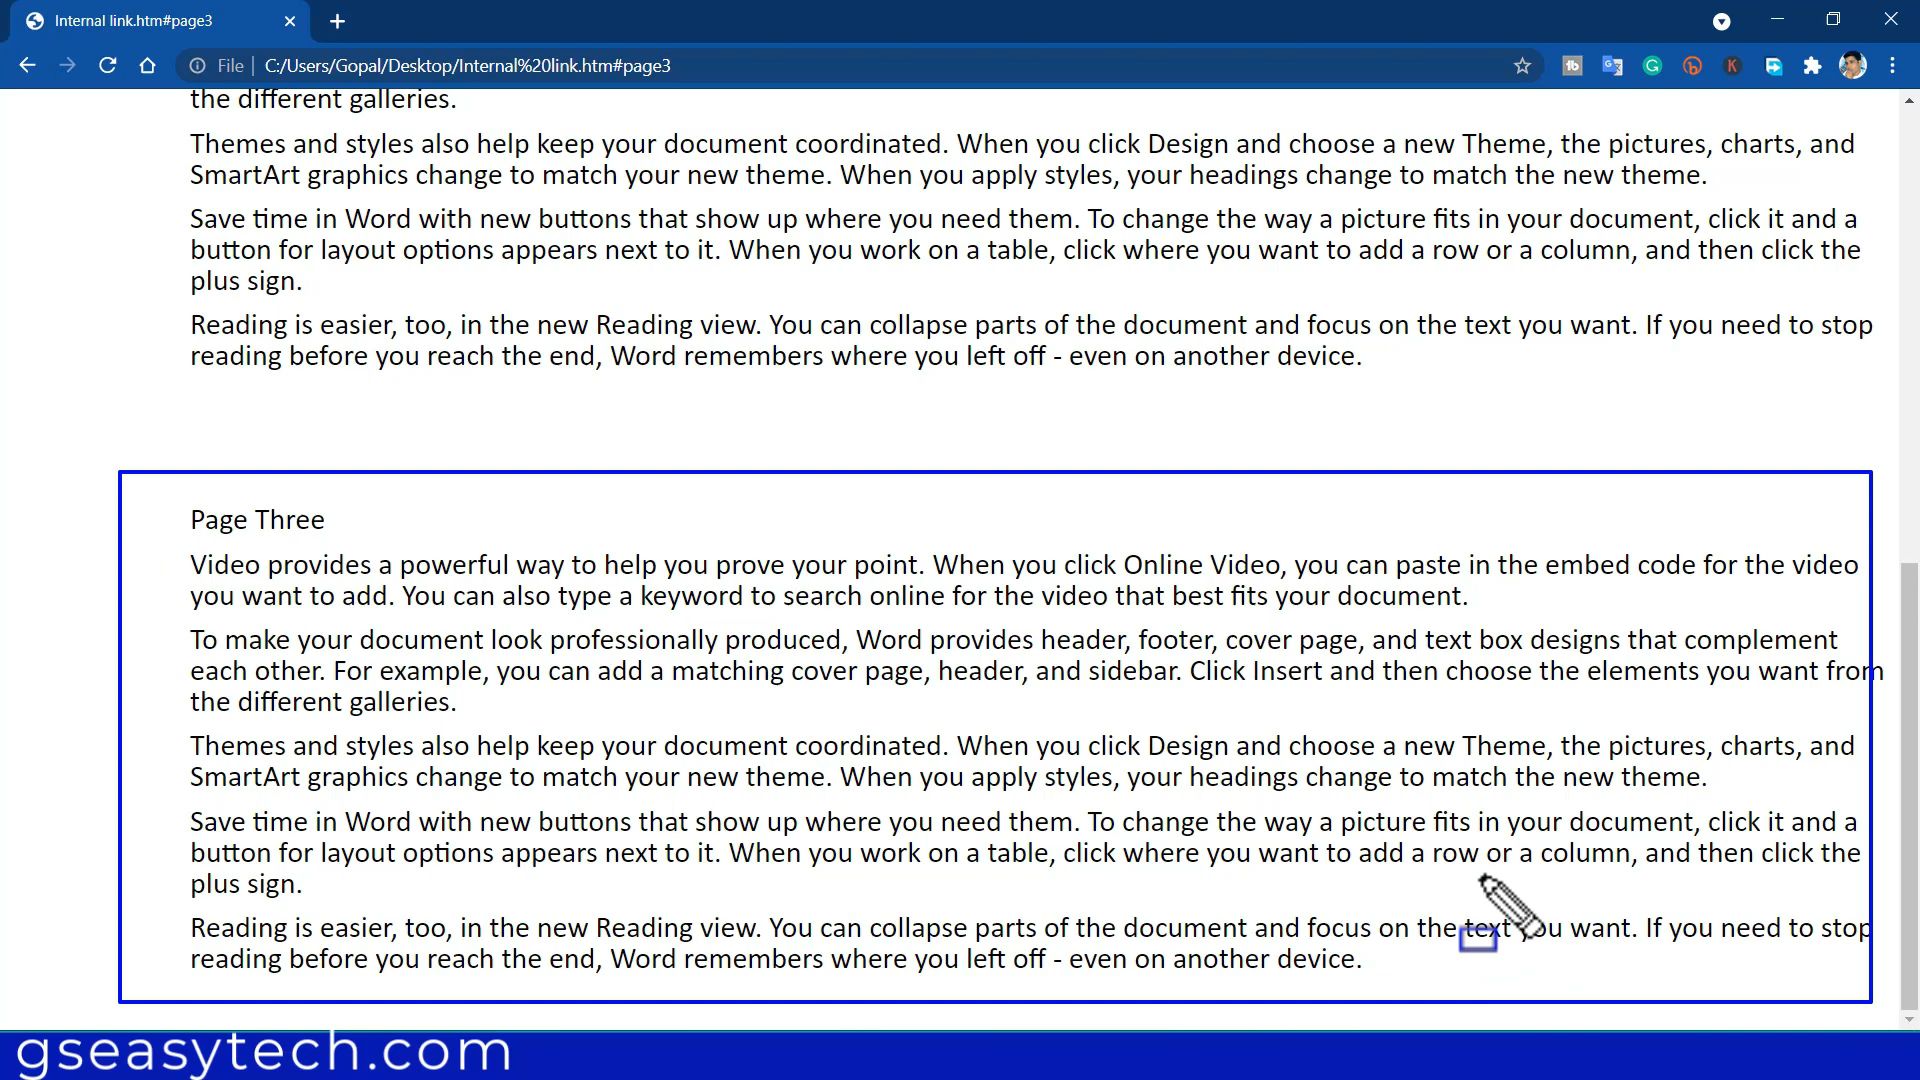 Internal link.htm#page3
File C:/Users/Gopal/Desktop/Internal%20link.htm#page3
the different galleries.
Themes and styles also help keep your document coordinated. When you click Design and choose a new Theme, the pictures, charts, and
SmartArt graphics change to match your new theme. When you apply styles, your headings change to match the new theme.
Save time in Word with new buttons that show up where you need them. To change the way a picture fits in your document, click it and a
button for layout options appears next to it. When you work on a table, click where you want to add a row or a column, and then click the
plus sign.
Reading is easier, too, in the new Reading view. You can collapse parts of the document and focus on the text you want. If you need to stop
reading before you reach the end, Word remembers where you left off - even on another device.
Page Three
Video provides a powerful way to help you prove your point. When you click Online Video, you can paste in the embed code for the video
you want to add. You can also type a keyword to search online for the video that best fits your document.
To make your document look professionally produced, Word provides header, footer, cover page, and text box designs that complement
each other. For example, you can add a matching cover page, header, and sidebar. Click Insert and then choose the elements you want from
the different galleries.
Themes and styles also help keep your document coordinated. When you click Design and choose a new Theme, the pictures, charts, and
SmartArt graphics change to match your new theme. When you apply styles, your headings change to match the new theme.
Save time in Word with new buttons that show up where you need them. To change the way a picture fits in your document, click it and a
button for layout options appears next to it. When you work on a table, click where you want to add a row or a column, and then click the
plus sign.
Reading is easier, too, in the new Reading view. You can collapse parts of the document and focus on the text you want. If you need to stop
reading before you reach the end, Word remembers where you left off - even on another device.
gseasytech.com